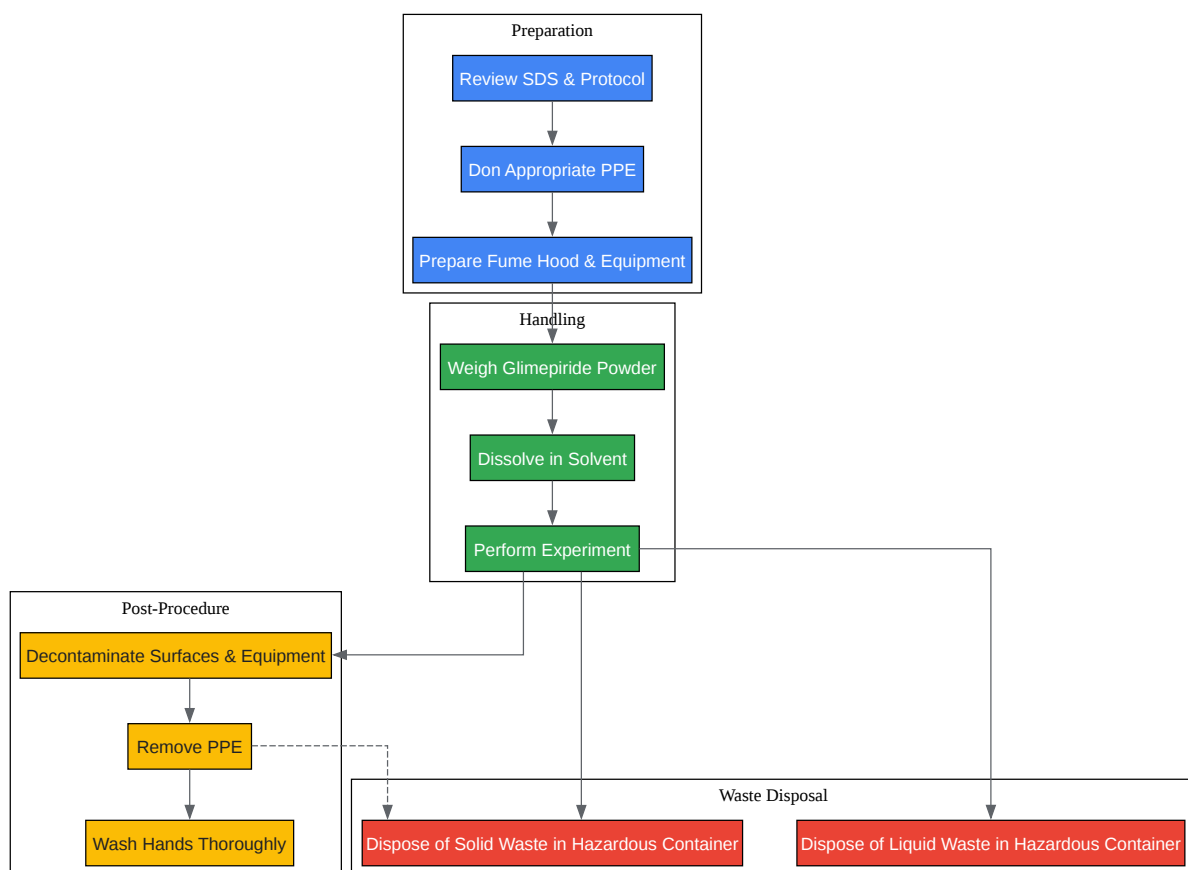 Preparation
Review SDS & Protocol
Don Appropriate PPE
Prepare Fume Hood & Equipment
Handling
Weigh Glimepiride Powder
Dissolve in Solvent
Perform Experiment
Post-Procedure
Decontaminate Surfaces & Equipment
Remove PPE
Wash Hands Thoroughly
Waste Disposal
Dispose of Solid Waste in Hazardous Container
Dispose of Liquid Waste in Hazardous Container